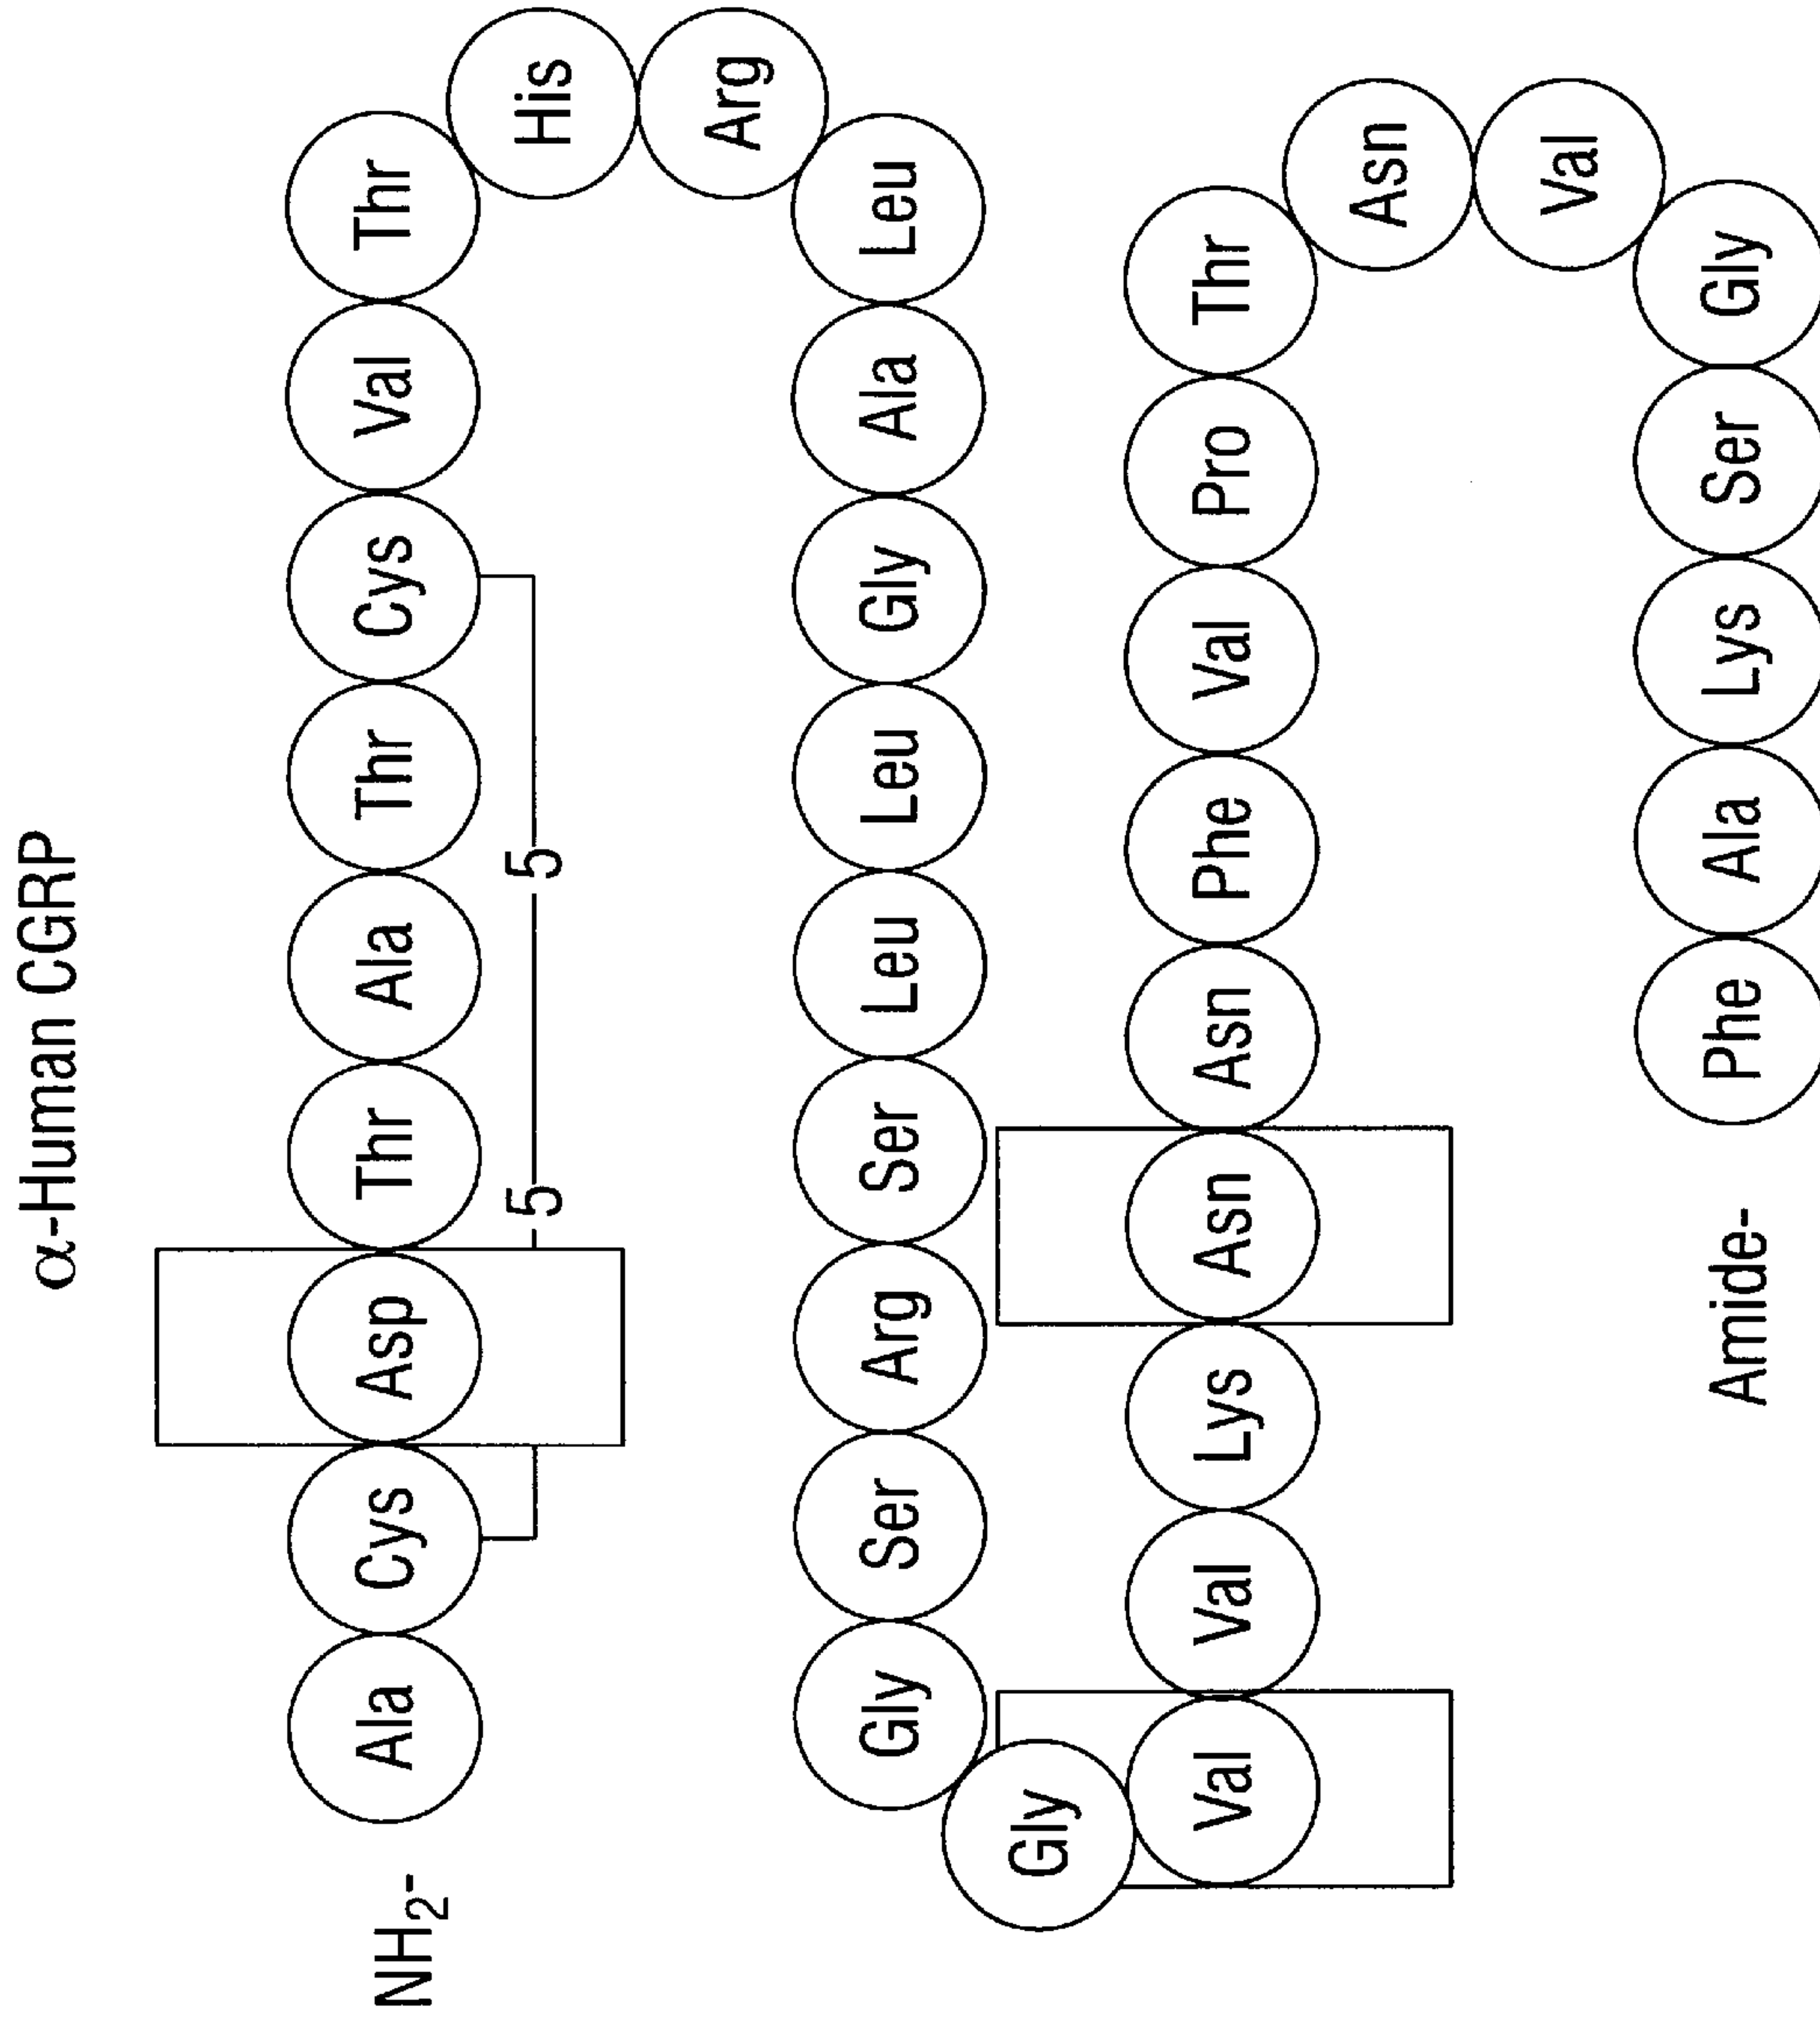 α-Human CGRP
NH2- Ala Cys Asp Thr Ala Thr Cys Val Thr
5 5
His
Arg
Gly Ser Arg Ser Leu Leu Gly Ala Leu
Gly
Val Val Lys Asn Asn Phe Val Pro Thr
Asn
Val
Amide- Phe Ala Lys Ser Gly